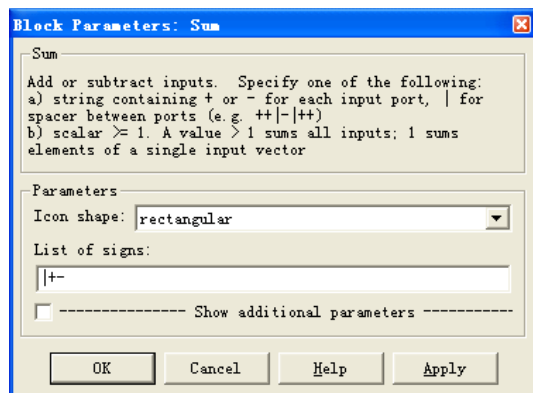 Block Parameters: Sum
Sum
Add or subtract inputs. Specify one of the following:
a) string containing + or - for each input port, | for
spacer between ports (e.g. ++|-|++)
b) scalar >= 1. A value > 1 sums all inputs; 1 sums
elements of a single input vector
Parameters
Icon shape: rectangular
List of signs:
|+-
--------------- Show additional parameters -----------
OK Cancel Help Apply